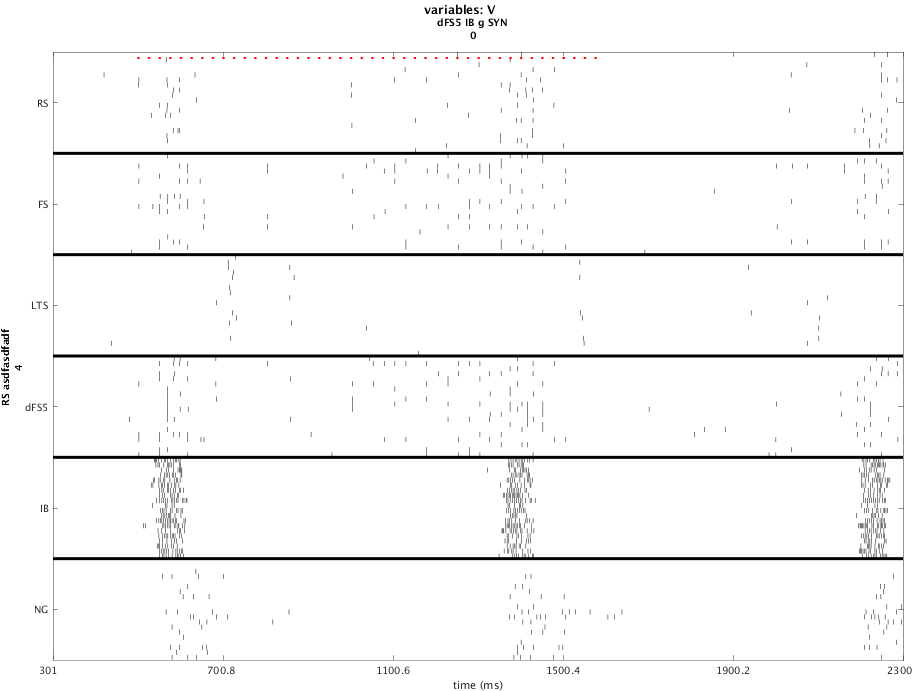 variables: V
dFS5 IB g SYN
0
RS
FS
LTS
dFS5
IB
NG
RS asdfasdfadf
4
301
700.8
1100.6
1500.4
1900.2
2300
time (ms)